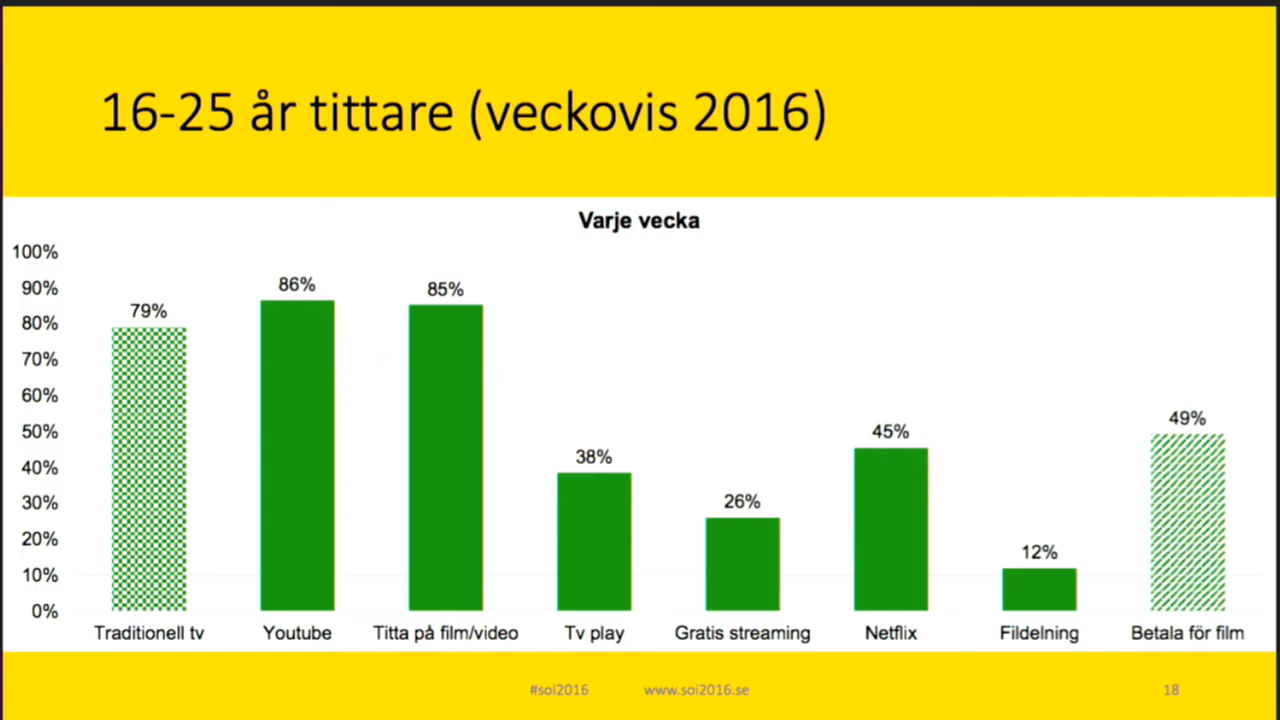 16-25 år tittare (veckovis 2016)
Varje vecka
100%
90%
80%
70%
60%
50%
40%
30%
20%
10%
0%
79%
86%
85%
38%
26%
45%
12%
49%
Traditionell tv
Youtube
Titta på film/video
Tv play
Gratis streaming
Netflix
Fildelning
Betala för film
#soi2016
www.soi2016.se
18